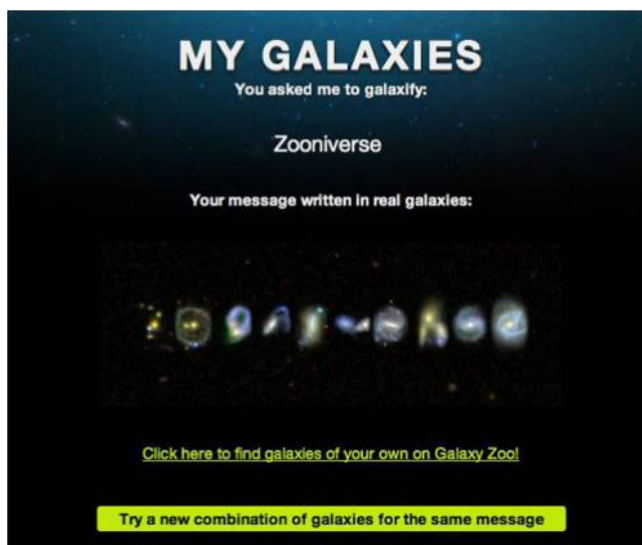 MY GALAXIES
You asked me to galaxify:
Zooniverse
Your message written in real galaxies:
Zooniverse
Click here to find galaxies of your own on Galaxy Zoo!
Try a new combination of galaxies for the same message